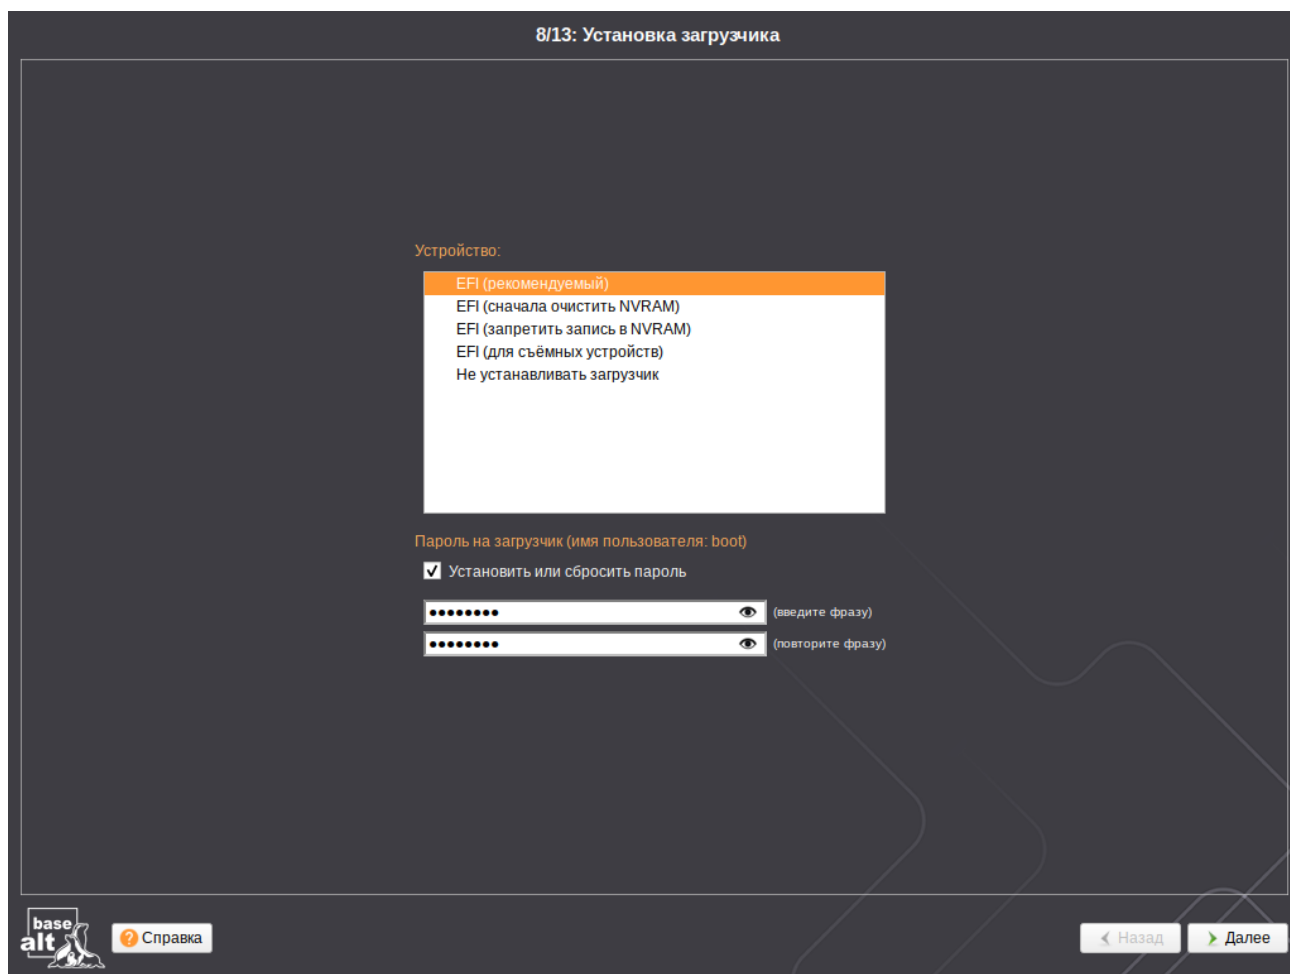 8/13: Установка загрузчика
Устройство:
EFI (рекомендуемый)
EFI (сначала очистить NVRAM)
EFI (запретить запись в NVRAM)
EFI (для съёмных устройств)
Не устанавливать загрузчик
Пароль на загрузчик (имя пользователя: boot)
Установить или сбросить пароль
(введите фразу)
(повторите фразу)
base
alt
Справка
Назад
Далее